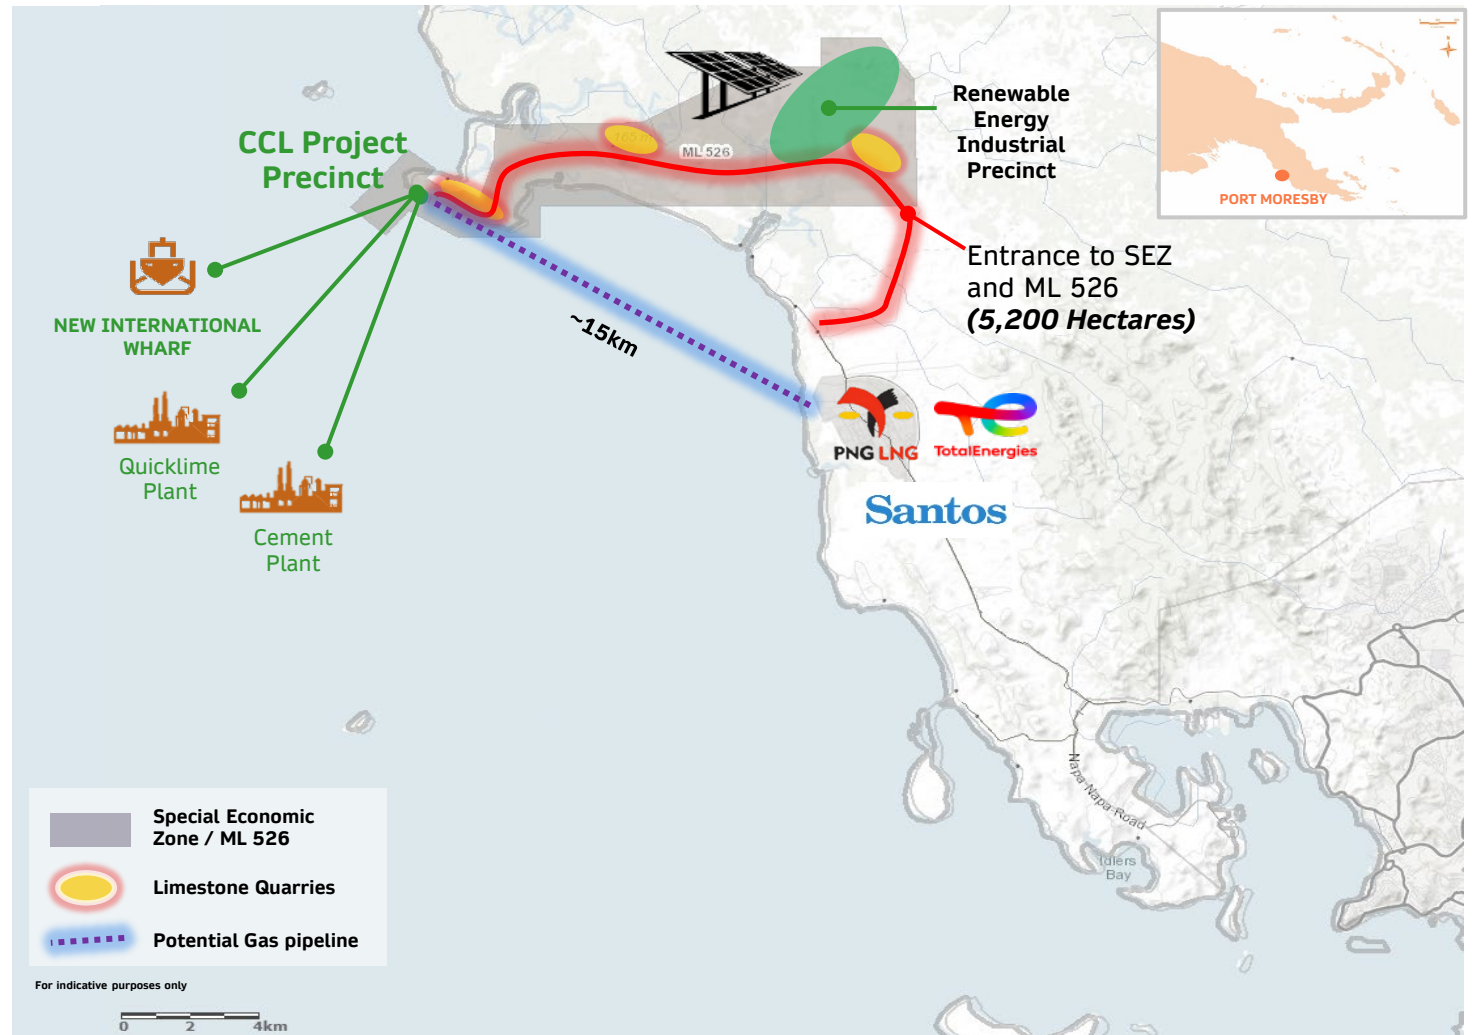 CCL Project
Precinct
NEW INTERNATIONAL
WHARF
Quicklime
Plant
Cement
Plant
~15km
165 m
ML 526
Renewable
Energy
Industrial
Precinct
PORT MORESBY
Entrance to SEZ
and ML 526
(5,200 Hectares)
PNG LNG
TotalEnergies
Santos
Napa-Napa-Road
Idlers
Bay
Special Economic
Zone / ML 526
Limestone Quarries
Potential Gas pipeline
For indicative purposes only
0 2 4km